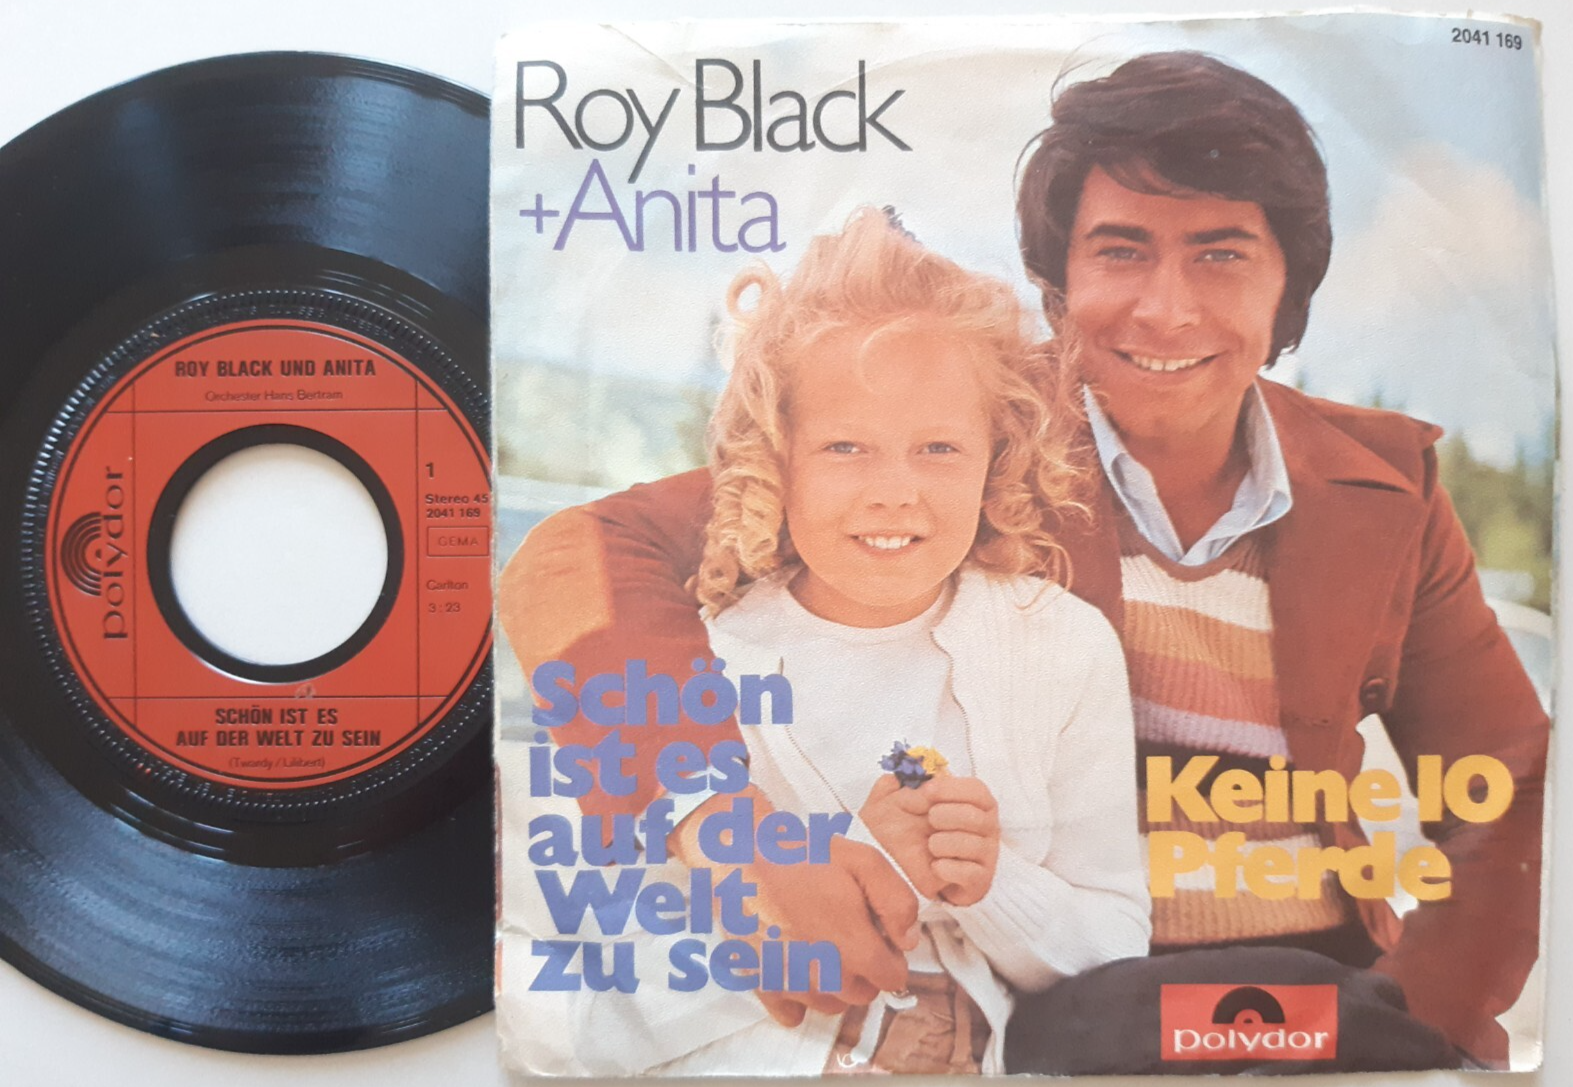 2041 169
Roy Black
+Anita
Schön
ist es
auf der
Welt
zu sein
Keine 10
Pferde
polydor
ROY BLACK UND ANITA
Orchester Hans Bertram
polydor
1
Stereo 45
2041 169
GEMA
Carlton
3:23
SCHÖN IST ES
AUF DER WELT ZU SEIN
(Twardy / Lilibert)